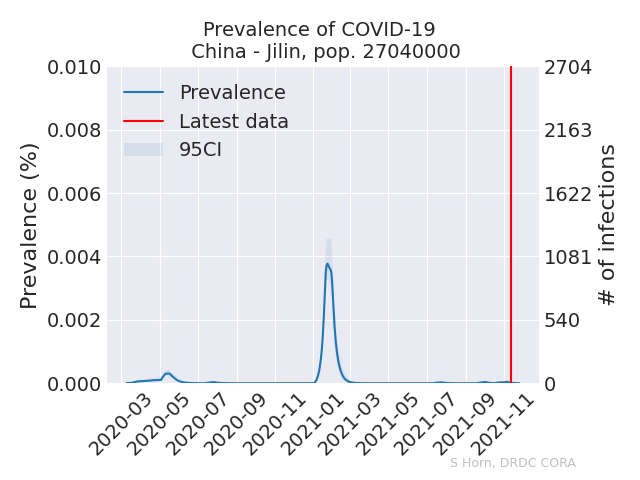 Prevalence of COVID-19
China - Jilin, pop. 27040000
Prevalence
Latest data
95CI
Prevalence (%)
0.010
0.008
0.006
0.004
0.002
0.000
2704
2163
1622
1081
540
0
# of infections
2020-03
2020-05
2020-07
2020-09
2020-11
2021-01
2021-03
2021-05
2021-07
2021-09
2021-11
S Horn, DRDC CORA